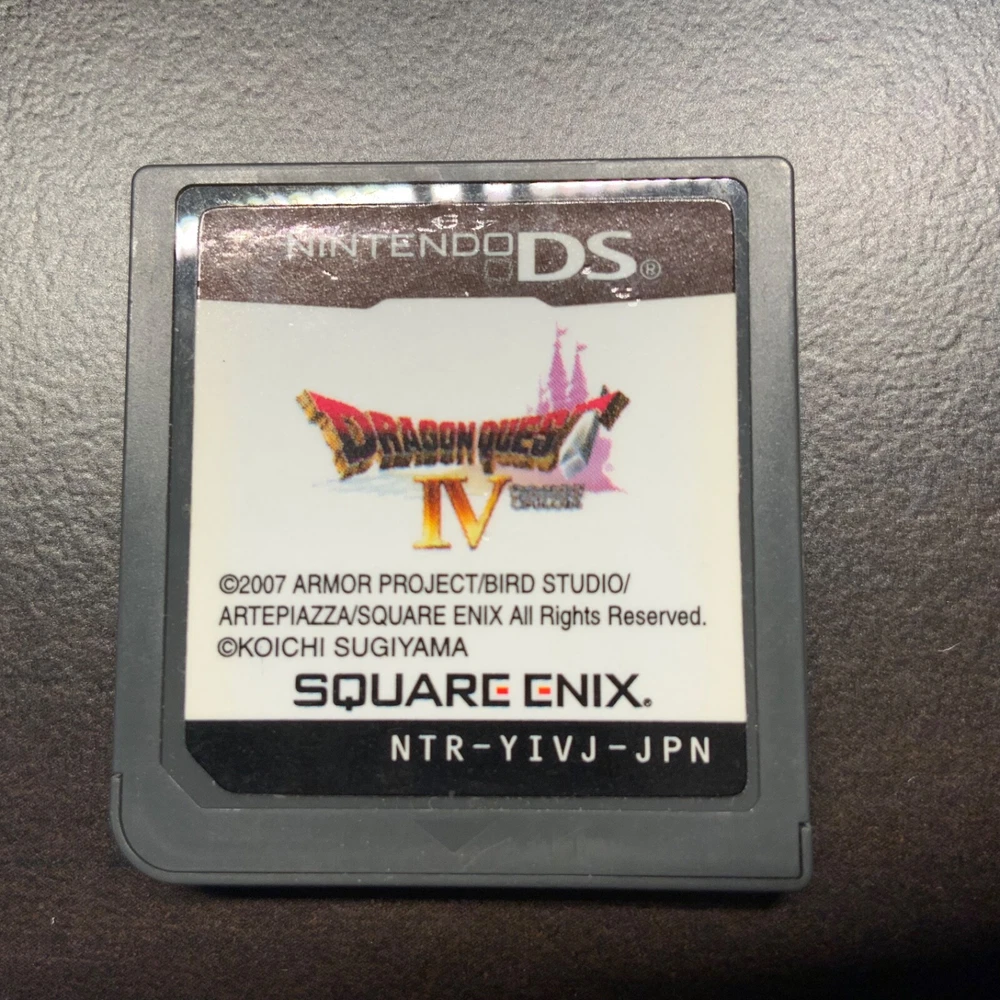 NINTENDO DS®
DRAGON QUEST
IV
©2007 ARMOR PROJECT/BIRD STUDIO/
ARTEPIAZZA/SQUARE ENIX All Rights Reserved.
©KOICHI SUGIYAMA
SQUARE ENIX.
NTR-YIVJ-JPN